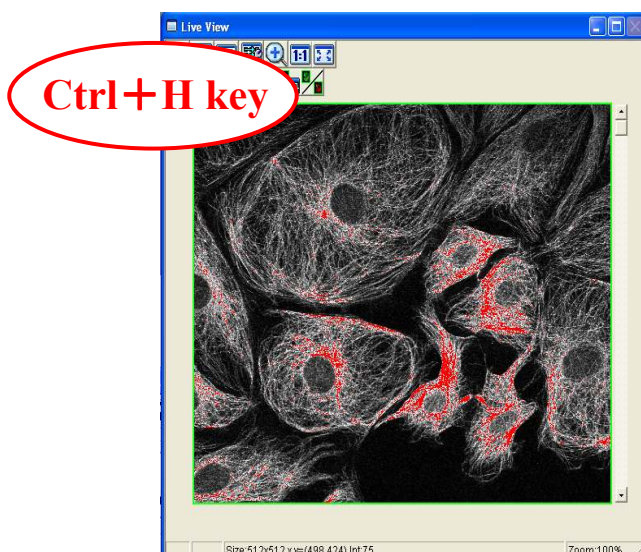 Live View
1:1
Ctrl+H key
Size:512x512 x,y=(498,424) Int:75
Zoom:100%